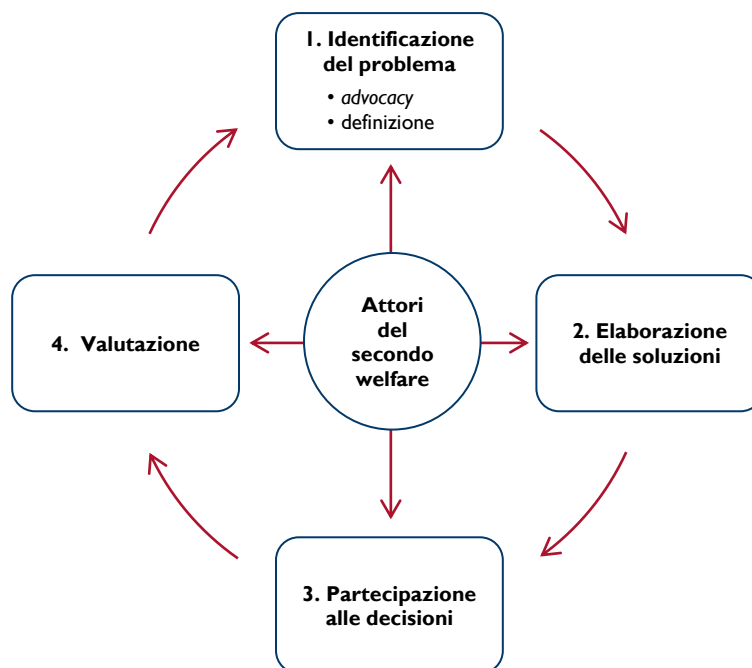 1. Identificazione
del problema
• advocacy
• definizione
Attori
del
secondo
welfare
4. Valutazione
2. Elaborazione
delle soluzioni
3. Partecipazione
alle decisioni